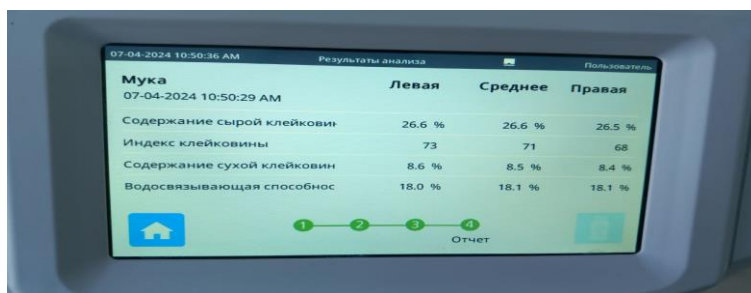 07-04-2024 10:50:36 AM Результаты анализа Пользователь
Мука Левая Среднее Правая
07-04-2024 10:50:29 AM
Содержание сырой клейковин 26.6 % 26.6 % 26.5 %
Индекс клейковины 73 71 68
Содержание сухой клейковин 8.6 % 8.5 % 8.4 %
Водосвязывающая способнос 18.0 % 18.1 % 18.1 %
1 2 3 4
Отчет